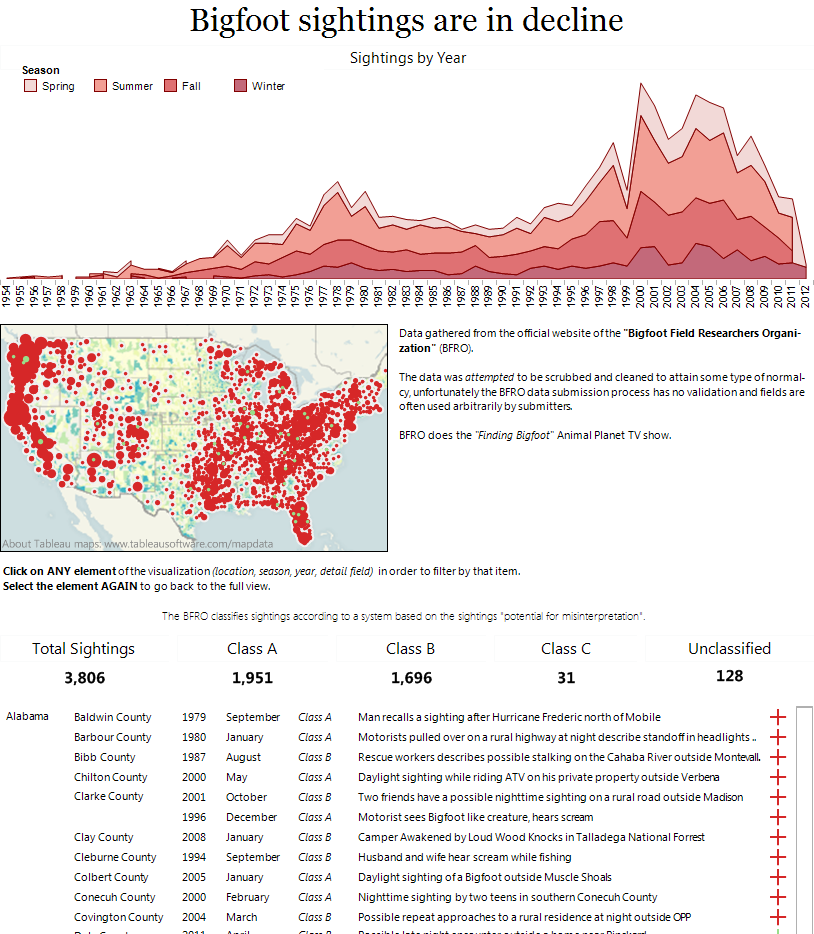 Bigfoot sightings are in decline
Sightings by Year
Season
Spring Summer Fall Winter
1954 1955 1956 1957 1958 1959 1960 1961 1962 1963 1964 1965 1966 1967 1968 1969 1970 1971 1972 1973 1974 1975 1976 1977 1978 1979 1980 1981 1982 1983 1984 1985 1986 1987 1988 1989 1990 1991 1992 1993 1994 1995 1996 1997 1998 1999 2000 2001 2002 2003 2004 2005 2006 2007 2008 2009 2010 2011 2012
Data gathered from the official website of the "Bigfoot Field Researchers Organi-
zation" (BFRO).
The data was attempted to be scrubbed and cleaned to attain some type of normal-
cy, unfortunately the BFRO data submission process has no validation and fields are
often used arbitrarily by submitters.
BFRO does the "Finding Bigfoot" Animal Planet TV show.
About Tableau maps: www.tableausoftware.com/mapdata
Click on ANY element of the visualization (location, season, year, detail field) in order to filter by that item.
Select the element AGAIN to go back to the full view.
The BFRO classifies sightings according to a system based on the sightings "potential for misinterpretation".
Total Sightings Class A Class B Class C Unclassified
3,806 1,951 1,696 31 128
Alabama Baldwin County 1979 September Class A Man recalls a sighting after Hurricane Frederic north of Mobile
Barbour County 1980 January Class A Motorists pulled over on a rural highway at night describe standoff in headlights ..
Bibb County 1987 August Class B Rescue workers describes possible stalking on the Cahaba River outside Montevall.
Chilton County 2000 May Class A Daylight sighting while riding ATV on his private property outside Verbena
Clarke County 2001 October Class B Two friends have a possible nighttime sighting on a rural road outside Madison
1996 December Class A Motorist sees Bigfoot like creature, hears scream
Clay County 2008 January Class B Camper Awakened by Loud Wood Knocks in Talladega National Forrest
Cleburne County 1994 September Class B Husband and wife hear scream while fishing
Colbert County 2005 January Class A Daylight sighting of a Bigfoot outside Muscle Shoals
Conecuh County 2000 February Class A Nighttime sighting by two teens in southern Conecuh County
Covington County 2004 March Class B Possible repeat approaches to a rural residence at night outside OPP